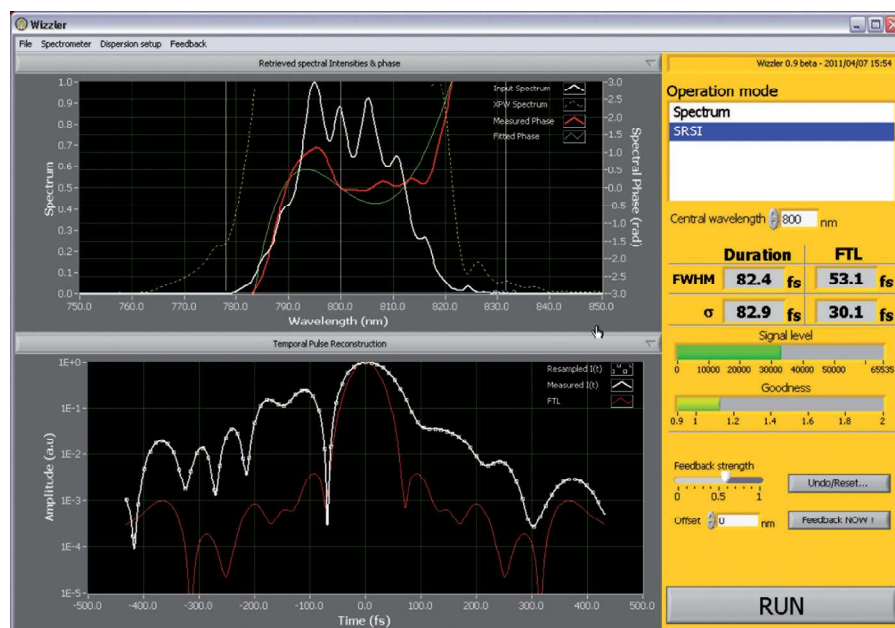 Wizzler
File Spectrometer Dispersion setup Feedback
Retrieved spectral Intensities & phase
Wizzler 0.9 beta - 2011/04/07 15:54
Input Spectrum
XPW Spectrum
Measured Phase
Fitted Phase
Spectrum
1.0
0.9
0.8
0.7
0.6
0.5
0.4
0.3
0.2
0.1
0.0
3.0
2.5
2.0
1.5
1.0
0.5
0.0
-0.5
-1.0
-1.5
-2.0
-2.5
-3.0
Spectral Phase (rad)
750.0 760.0 770.0 780.0 790.0 800.0 810.0 820.0 830.0 840.0 850.0
Wavelength (nm)
Temporal Pulse Reconstruction
Resampled I(t)
Measured I(t)
FTL
Amplitude (a.u)
1E+0
1E-1
1E-2
1E-3
1E-4
1E-5
-500.0 -400.0 -300.0 -200.0 -100.0 0.0 100.0 200.0 300.0 400.0 500.0
Time (fs)
Operation mode
Spectrum
SRSI
Central wavelength 800 nm
Duration FTL
FWHM 82.4 fs 53.1 fs
σ 82.9 fs 30.1 fs
Signal level
0 10000 20000 30000 40000 50000 65535
Goodness
0.9 1 1.2 1.4 1.6 1.8 2
Feedback strength
0 0.5 1
Undo/Reset...
Offset 0 nm
Feedback NOW !
RUN